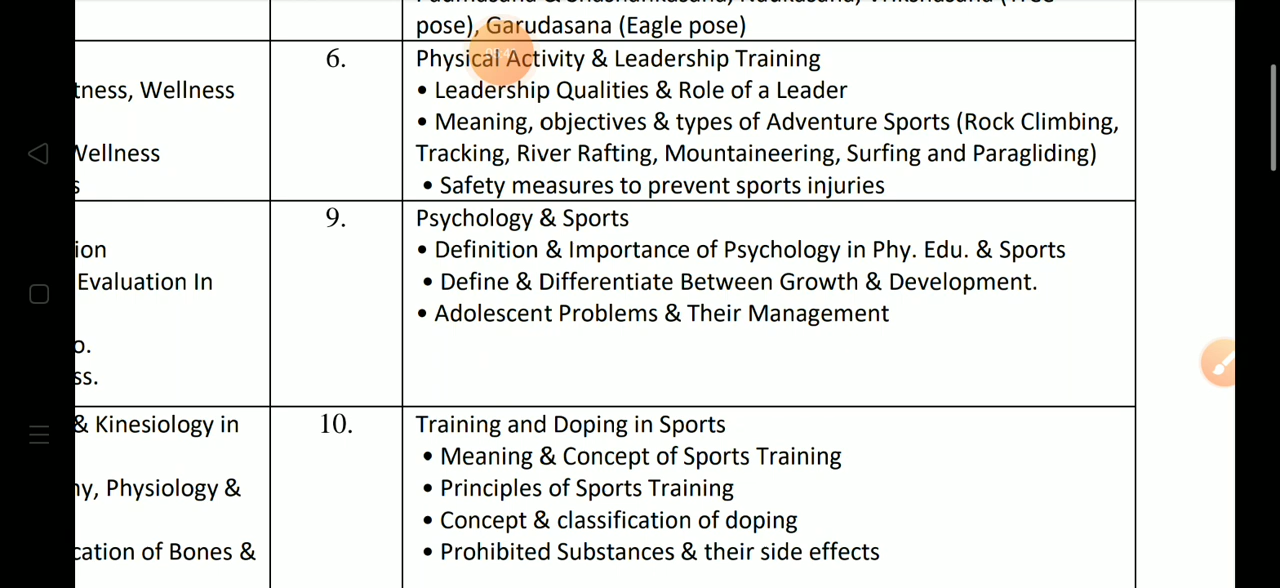 pose), Garudasana (Eagle pose)
6.
Physical Activity & Leadership Training
tness, Wellness
• Leadership Qualities & Role of a Leader
• Meaning, objectives & types of Adventure Sports (Rock Climbing,
Wellness
Tracking, River Rafting, Mountaineering, Surfing and Paragliding)
s
• Safety measures to prevent sports injuries
9.
Psychology & Sports
ion
• Definition & Importance of Psychology in Phy. Edu. & Sports
Evaluation In
• Define & Differentiate Between Growth & Development.
• Adolescent Problems & Their Management
o.
ss.
& Kinesiology in
10.
Training and Doping in Sports
• Meaning & Concept of Sports Training
ny, Physiology &
• Principles of Sports Training
• Concept & classification of doping
cation of Bones &
• Prohibited Substances & their side effects